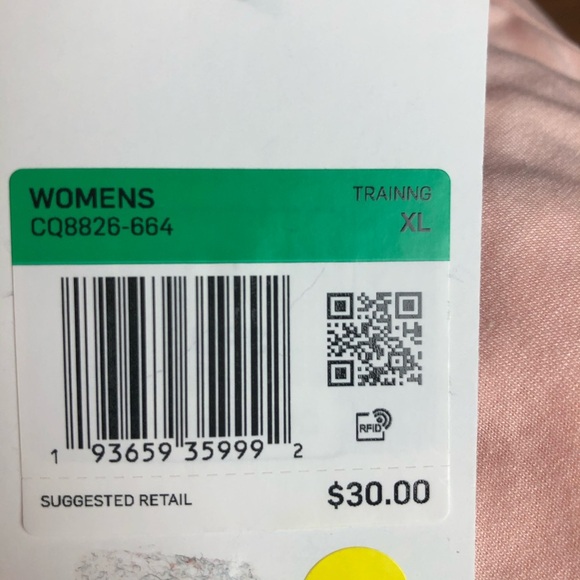 WOMENS
TRAINNG
CQ8826-664
XL
RFID
1 93659 35999 2
SUGGESTED RETAIL
$30.00